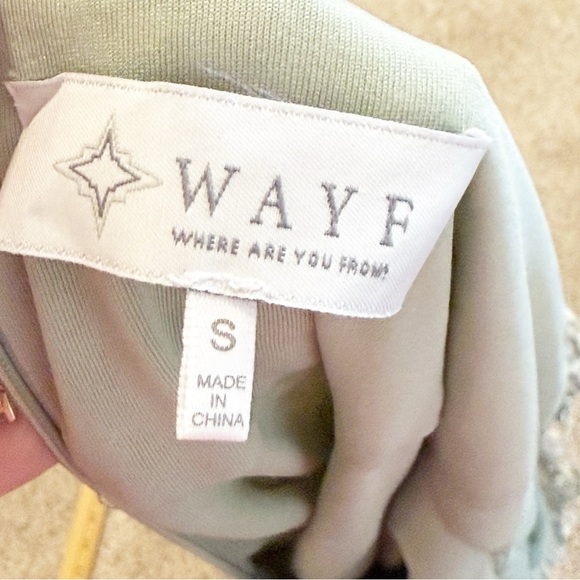 WAYF
WHERE ARE YOU FROM?
S
MADE
IN
CHINA